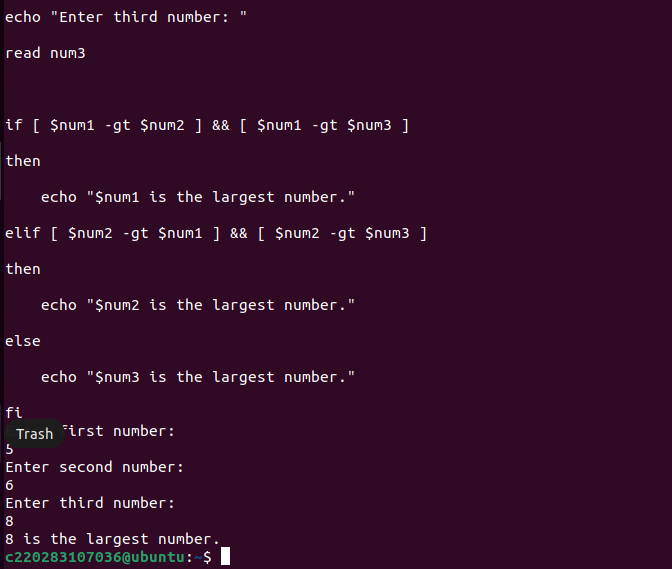 echo "Enter third number: "
read num3
if [ $num1 -gt $num2 ] && [ $num1 -gt $num3 ]
then
    echo "$num1 is the largest number."
elif [ $num2 -gt $num1 ] && [ $num2 -gt $num3 ]
then
    echo "$num2 is the largest number."
else
    echo "$num3 is the largest number."
fi
Trash first number:
5
Enter second number:
6
Enter third number:
8
8 is the largest number.
c220283107036@ubuntu:~$